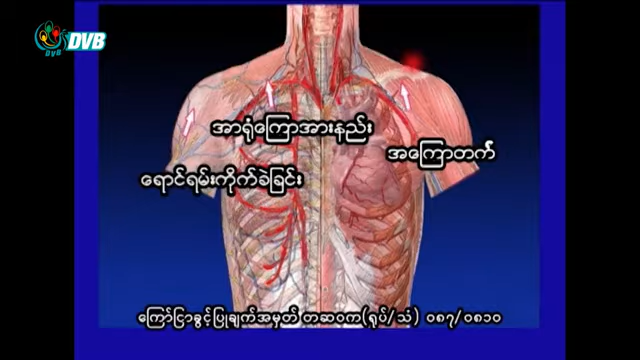 DVB
DVB
အာရုံကြောအားနည်း
အကြောတက်
ရောင်ရမ်းကိုက်ခဲခြင်း
ကြော်ငြာခွင့်ပြုချက်အမှတ် တဆဝက(ရုပ်/သံ) ၀၈၇/၀၈၁၀